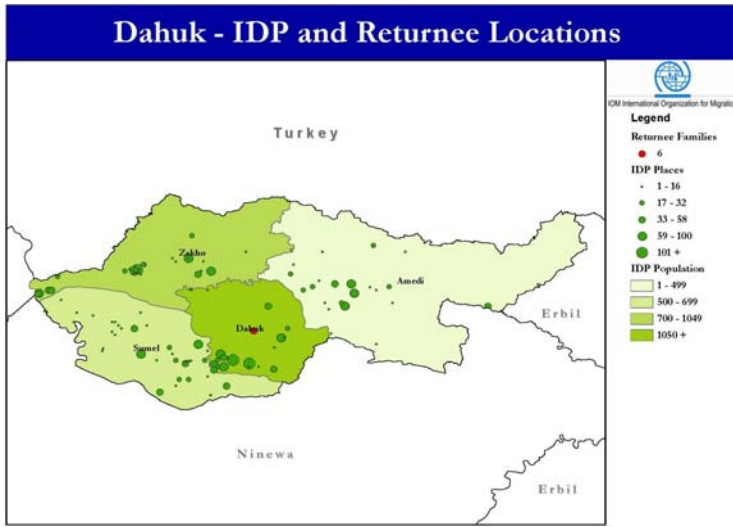 Dahuk - IDP and Returnee Locations
IOM International Organization for Migratio
Legend
Returnee Families
6
IDP Places
1 - 16
17 - 32
33 - 58
59 - 100
101 +
IDP Population
1 - 499
500 - 699
700 - 1049
1050 +
Turkey
Zakho
Amedi
Erbil
Dahuk
Sumel
Ninewa
Erbil